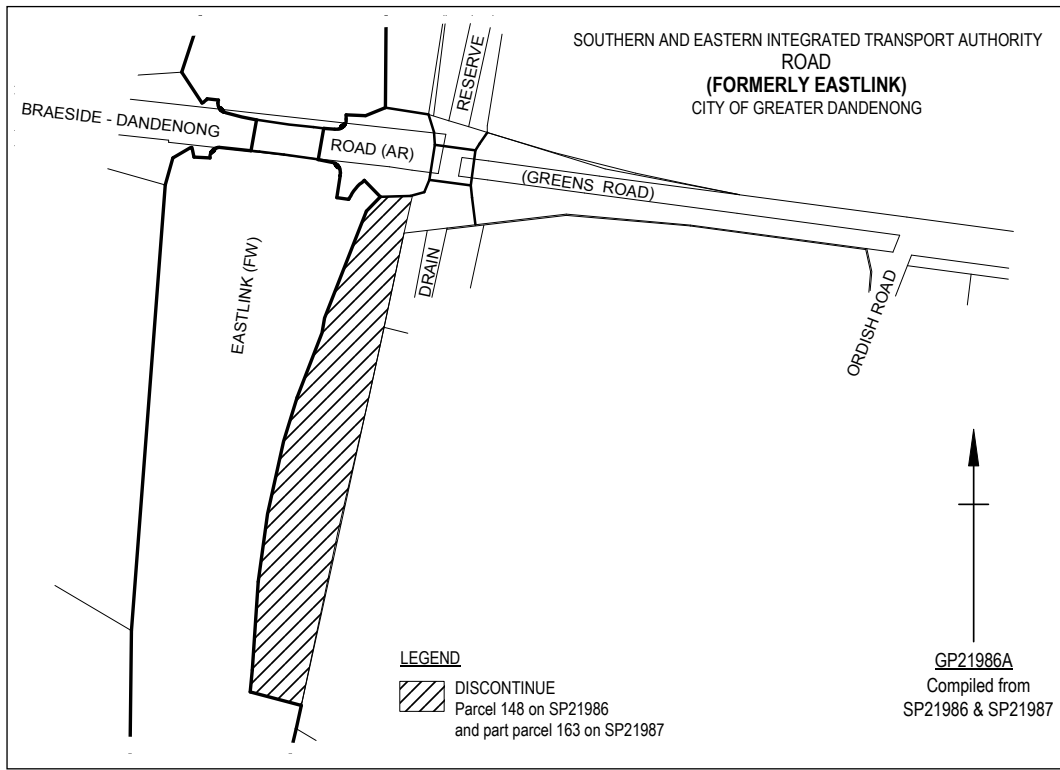 SOUTHERN AND EASTERN INTEGRATED TRANSPORT AUTHORITY
ROAD
(FORMERLY EASTLINK)
CITY OF GREATER DANDENONG
RESERVE
BRAESIDE - DANDENONG
ROAD (AR)
(GREENS ROAD)
EASTLINK (FW)
DRAIN
ORDISH ROAD
LEGEND
DISCONTINUE
Parcel 148 on SP21986
and part parcel 163 on SP21987
GP21986A
Compiled from
SP21986 & SP21987